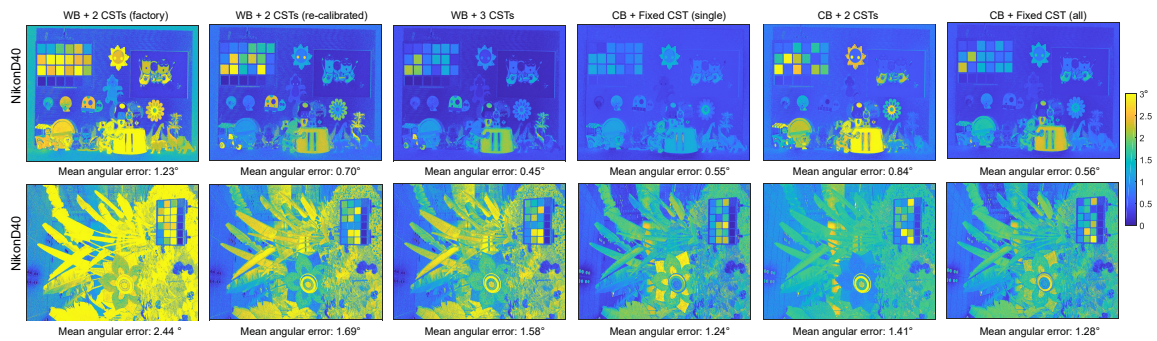 WB + 2 CSTs (factory)
WB + 2 CSTs (re-calibrated)
WB + 3 CSTs
CB + Fixed CST (single)
CB + 2 CSTs
CB + Fixed CST (all)
NikonD40
Mean angular error: 1.23°
Mean angular error: 0.70°
Mean angular error: 0.45°
Mean angular error: 0.55°
Mean angular error: 0.84°
Mean angular error: 0.56°
3°
2.5
2
1.5
1
0.5
0
NikonD40
Mean angular error: 2.44 °
Mean angular error: 1.69°
Mean angular error: 1.58°
Mean angular error: 1.24°
Mean angular error: 1.41°
Mean angular error: 1.28°